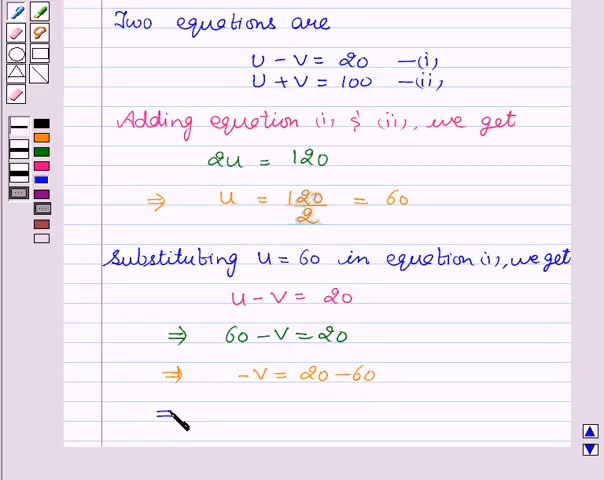 Two equations are
U - V = 20 -(i)
U + V = 100 -(ii)
Adding equation (i) & (ii), we get
2U = 120
⇒ U = 120/2 = 60
Substituting U = 60 in equation (i), we get
U - V = 20
⇒ 60 - V = 20
⇒ - V = 20 - 60
⇒